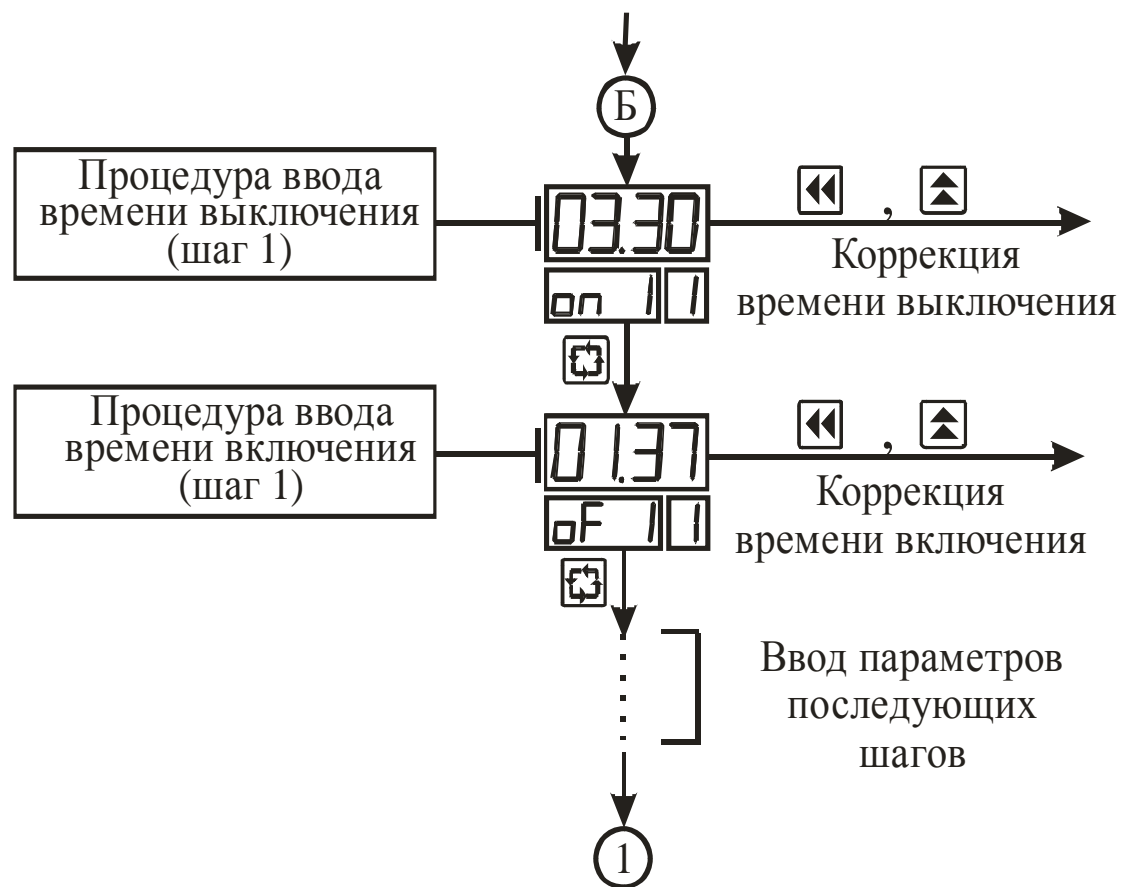 Б
Процедура ввода
времени выключения
(шаг 1)
03.30
on 1 1
,
Коррекция
времени выключения
Процедура ввода
времени включения
(шаг 1)
01.37
oF 1 1
,
Коррекция
времени включения
Ввод параметров
последующих
шагов
1